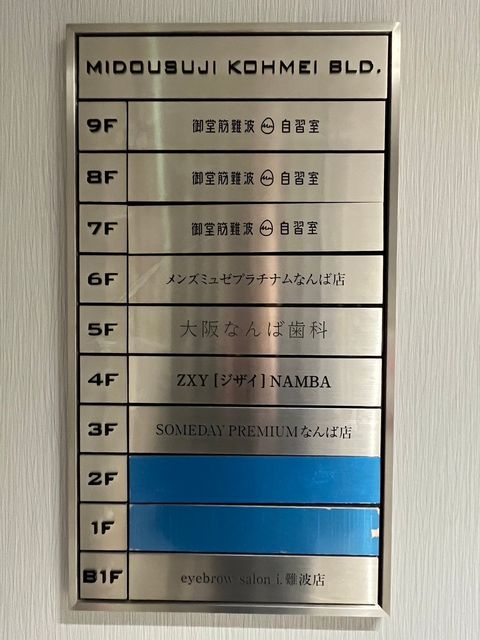 MIDOUSUJI KOHMEI BLD.
9F 御堂筋難波 自習室
8F 御堂筋難波 自習室
7F 御堂筋難波 自習室
6F メンズミュゼプラチナムなんば店
5F 大阪なんば歯科
4F ZXY [ジザイ] NAMBA
3F SOMEDAY PREMIUMなんば店
2F
1F
B1F eyebrow salon i.難波店